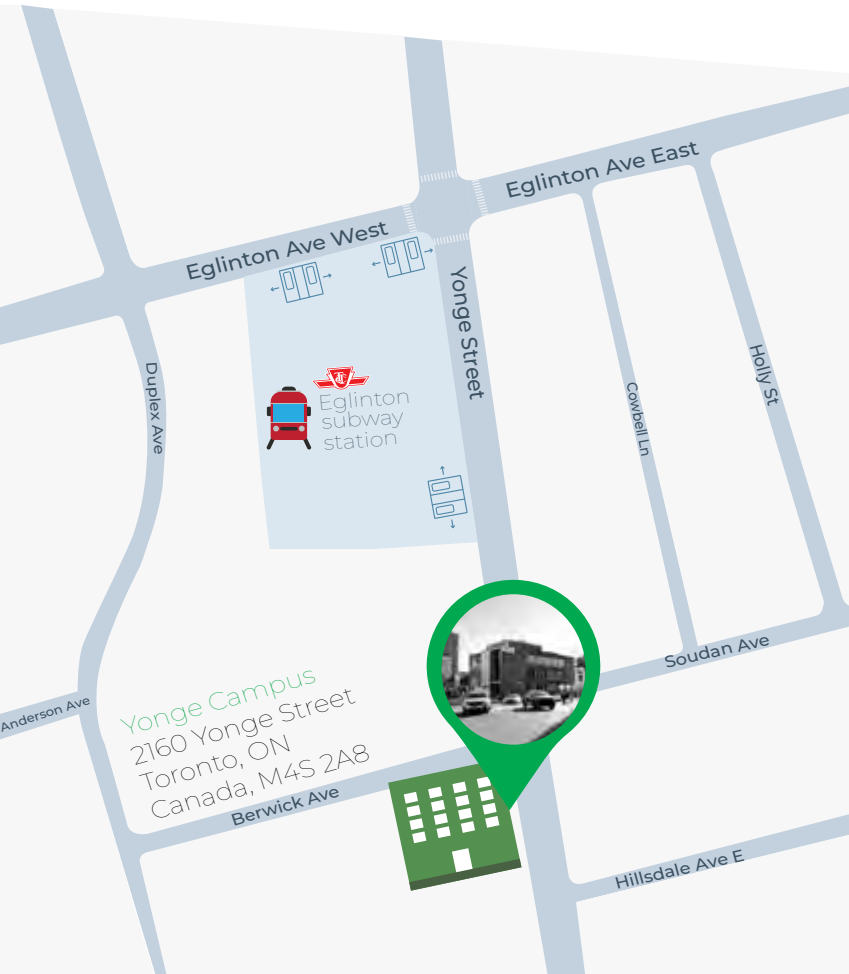 Eglinton Ave East
Eglinton Ave West
Yonge Street
Duplex Ave
Eglinton
subway
station
Cowbell Ln
Holly St
Soudan Ave
Anderson Ave
Yonge Campus
2160 Yonge Street
Toronto, ON
Canada, M4S 2A8
Berwick Ave
Hillsdale Ave E